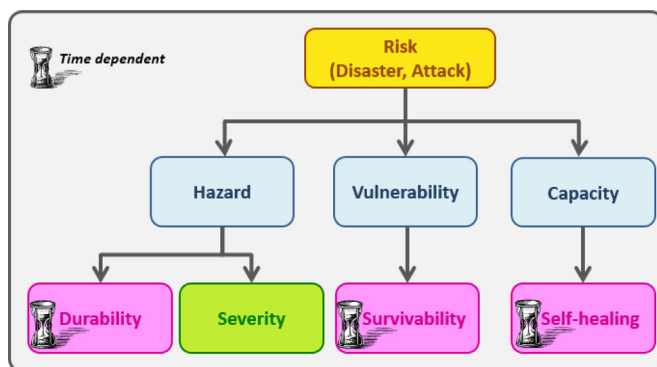 Time dependent
Risk
(Disaster, Attack)
Hazard
Vulnerability
Capacity
Durability
Severity
Survivability
Self-healing